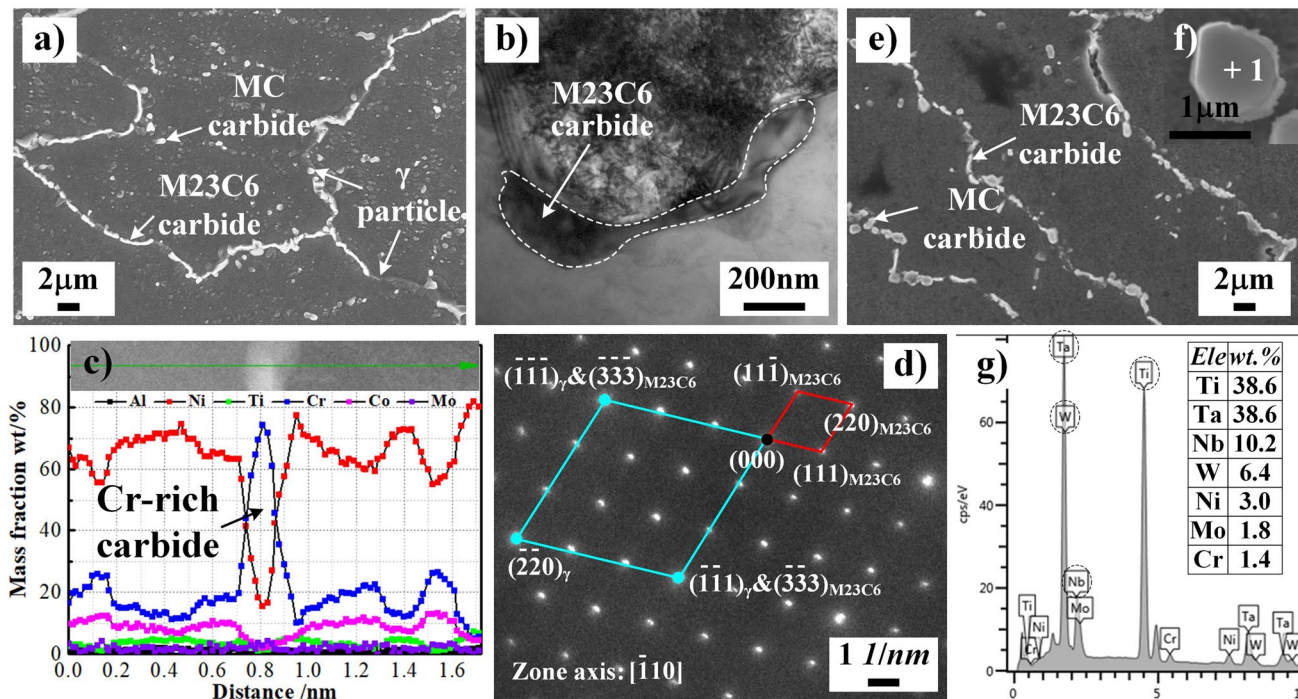 a)
MC
carbide
M23C6
carbide
γ
particle
2μm
b)
M23C6
carbide
200nm
e)
M23C6
carbide
MC
carbide
2μm
f)
+ 1
1μm
c)
Al Ni Ti Cr Co Mo
Cr-rich
carbide
Mass fraction wt/%
100
80
60
40
20
0
0.0 0.2 0.4 0.6 0.8 1.0 1.2 1.4 1.6
Distance /nm
d)
(1̅1̅1̅)γ&(3̅3̅3̅)M23C6
(111̅)M23C6
(220)M23C6
(000)
(111)M23C6
(2̅2̅0)γ
(1̅1̅1)γ&(3̅3̅3)M23C6
Zone axis: [1̅10]
1 1/nm
g)
Ta
Ti
W
Nb
Mo
Ti
Ni
Cr
Cr
Ni
Ta
W
Ta
W
cps/eV
60
40
20
0
0 5 10
Ele wt.%
Ti 38.6
Ta 38.6
Nb 10.2
W 6.4
Ni 3.0
Mo 1.8
Cr 1.4